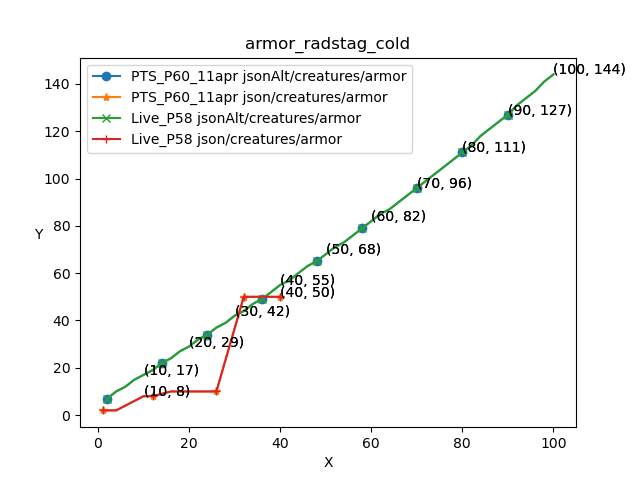 armor_radstag_cold
PTS_P60_11apr jsonAlt/creatures/armor
PTS_P60_11apr json/creatures/armor
Live_P58 jsonAlt/creatures/armor
Live_P58 json/creatures/armor
(100, 144)
(90, 127)
(80, 111)
(70, 96)
(60, 82)
(50, 68)
(40, 55)
(40, 50)
(30, 42)
(20, 29)
(10, 17)
(10, 8)
Y
140
120
100
80
60
40
20
0
0 20 40 60 80 100
X